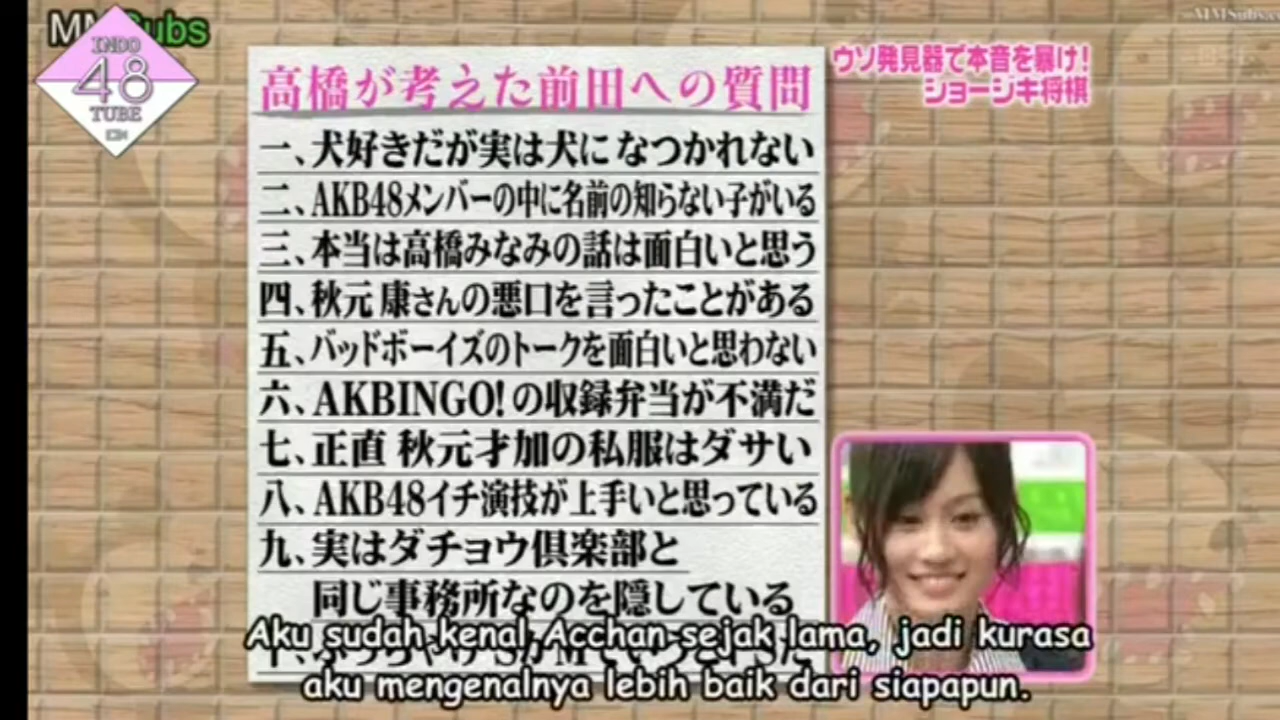 MMSubs
INDO
48
TUBE
MMSubs.c
ウソ発見器で本音を暴け!
ショージキ将棋
高橋が考えた前田への質問
一、犬好きだが実は犬になつかれない
二、AKB48メンバーの中に名前の知らない子がいる
三、本当は高橋みなみの話は面白いと思う
四、秋元 康さんの悪口を言ったことがある
五、バッドボーイズのトークを面白いと思わない
六、AKBINGO!の収録弁当が不満だ
七、正直 秋元才加の私服はダサい
八、AKB48イチ演技が上手いと思っている
九、実はダチョウ倶楽部と
同じ事務所なのを隠している
Aku sudah kenal Acchan sejak lama, jadi kurasa
aku mengenalnya lebih baik dari siapapun.